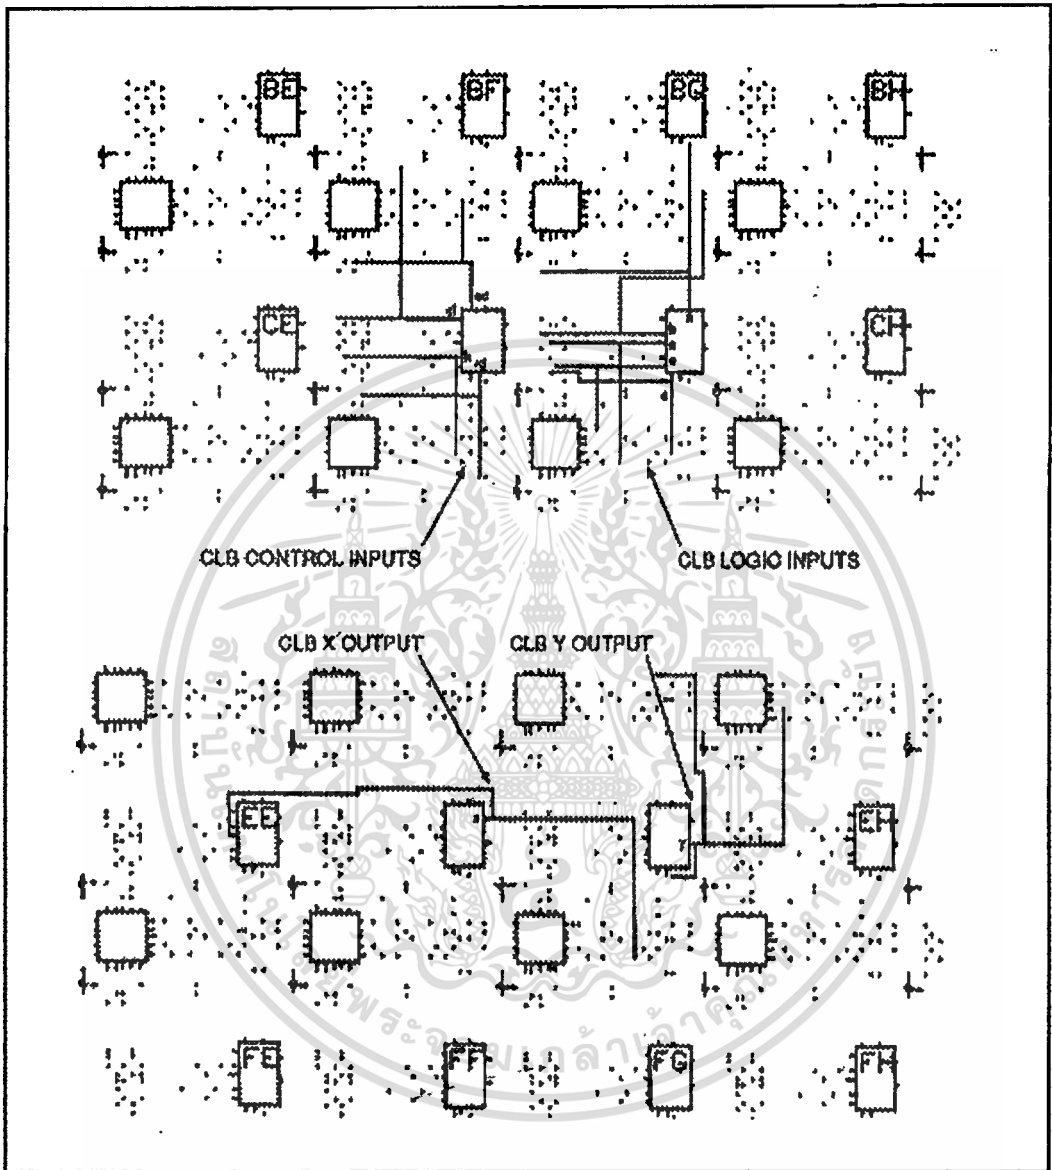 BE BF BG BH
CE CH
CLB CONTROL INPUTS CLB LOGIC INPUTS
CLB X OUTPUT CLB Y OUTPUT
EE EH
FE FF FG FH